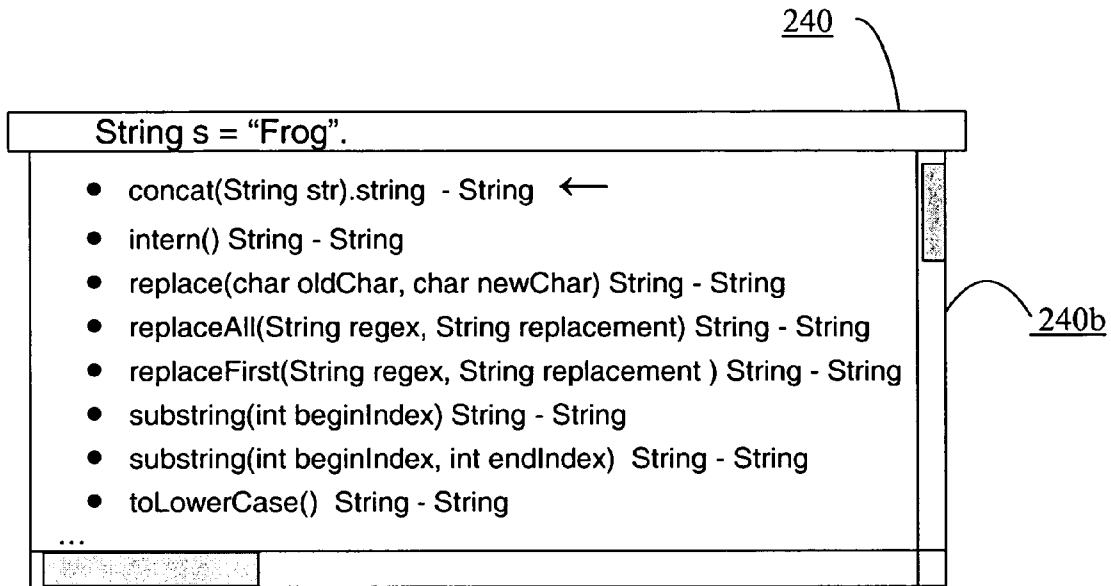 240
String s = “Frog”.
• concat(String str).string - String ←
• intern() String - String
• replace(char oldChar, char newChar) String - String
• replaceAll(String regex, String replacement) String - String
240b
• replaceFirst(String regex, String replacement ) String - String
• substring(int beginIndex) String - String
• substring(int beginIndex, int endIndex) String - String
• toLowerCase() String - String
...